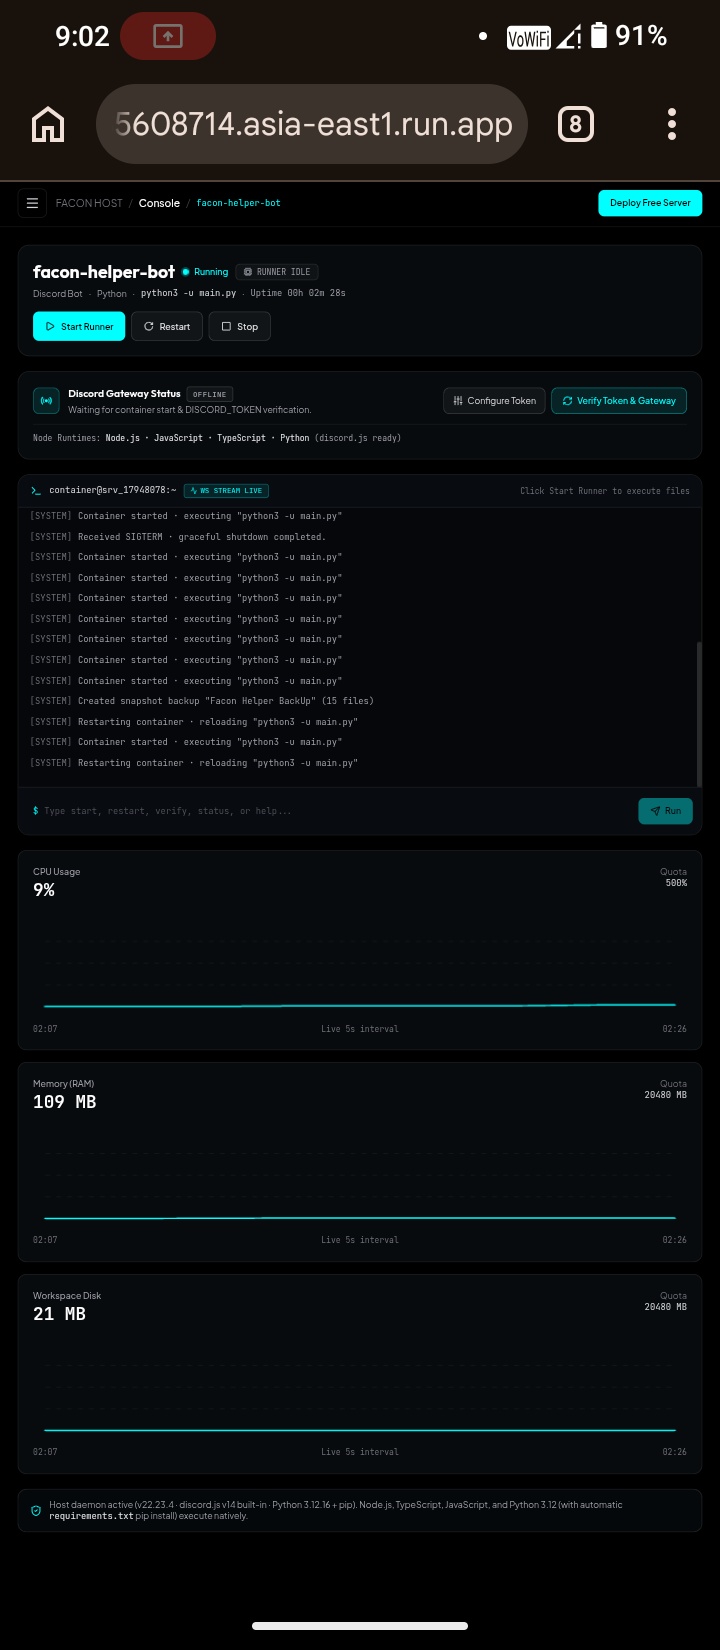 9:02
VoWiFi
91%
5608714.asia-east1.run.app
8
FACON HOST / Console / facon-helper-bot
Deploy Free Server
facon-helper-bot Running RUNNER IDLE
Discord Bot · Python · python3 -u main.py · Uptime 00h 02m 28s
Start Runner Restart Stop
Discord Gateway Status OFFLINE
Waiting for container start & DISCORD_TOKEN verification.
Configure Token Verify Token & Gateway
Node Runtimes: Node.js · JavaScript · TypeScript · Python (discord.js ready)
container@srv_17948078:~ WS STREAM LIVE Click Start Runner to execute files
[SYSTEM] Container started · executing "python3 -u main.py"
[SYSTEM] Received SIGTERM · graceful shutdown completed.
[SYSTEM] Container started · executing "python3 -u main.py"
[SYSTEM] Container started · executing "python3 -u main.py"
[SYSTEM] Container started · executing "python3 -u main.py"
[SYSTEM] Container started · executing "python3 -u main.py"
[SYSTEM] Container started · executing "python3 -u main.py"
[SYSTEM] Container started · executing "python3 -u main.py"
[SYSTEM] Container started · executing "python3 -u main.py"
[SYSTEM] Created snapshot backup "Facon Helper BackUp" (15 files)
[SYSTEM] Restarting container · reloading "python3 -u main.py"
[SYSTEM] Container started · executing "python3 -u main.py"
[SYSTEM] Restarting container · reloading "python3 -u main.py"
$ Type start, restart, verify, status, or help...
Run
CPU Usage Quota
9% 500%
02:07 Live 5s interval 02:26
Memory (RAM) Quota
109 MB 20480 MB
02:07 Live 5s interval 02:26
Workspace Disk Quota
21 MB 20480 MB
02:07 Live 5s interval 02:26
Host daemon active (v22.23.4 · discord.js v14 built-in · Python 3.12.16 + pip). Node.js, TypeScript, JavaScript, and Python 3.12 (with automatic
requirements.txt pip install) execute natively.